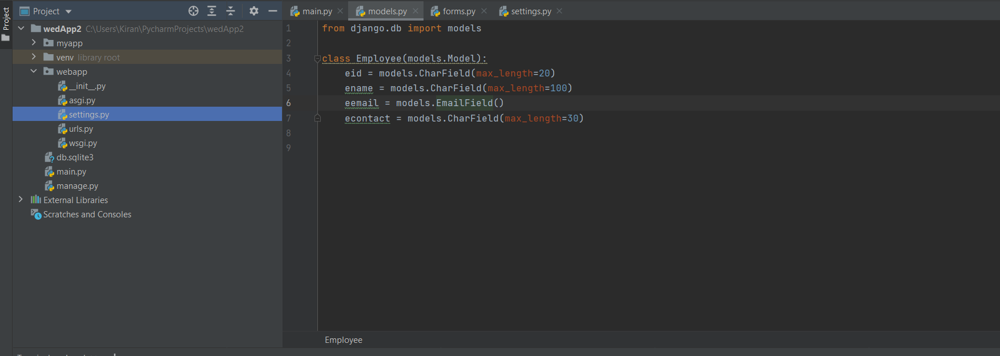 Project
Project
wedApp2 C:\Users\Kiran\PycharmProjects\wedApp2
myapp
venv library root
webapp
__init__.py
asgi.py
settings.py
urls.py
wsgi.py
db.sqlite3
main.py
manage.py
External Libraries
Scratches and Consoles
main.py models.py forms.py settings.py
1 from django.db import models
2
3 class Employee(models.Model):
4 eid = models.CharField(max_length=20)
5 ename = models.CharField(max_length=100)
6 eemail = models.EmailField()
7 econtact = models.CharField(max_length=30)
8
9
Employee